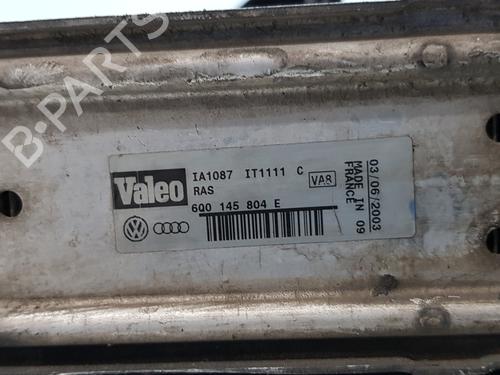 B-PARTS
Valeo
IA1087 IT1111 C
VAR
RAS
6Q0 145 804 E
03/06/2003
MADE IN 09
FRANCE